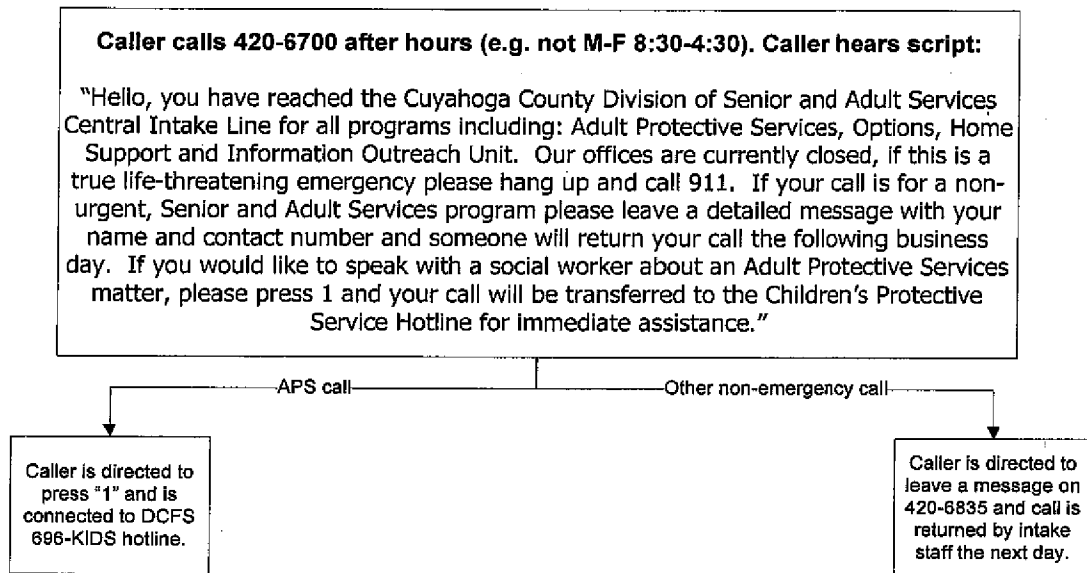 Caller calls 420-6700 after hours (e.g. not M-F 8:30-4:30). Caller hears script:
"Hello, you have reached the Cuyahoga County Division of Senior and Adult Services
Central Intake Line for all programs including: Adult Protective Services, Options, Home
Support and Information Outreach Unit. Our offices are currently closed, if this is a
true life-threatening emergency please hang up and call 911. If your call is for a non-
urgent, Senior and Adult Services program please leave a detailed message with your
name and contact number and someone will return your call the following business
day. If you would like to speak with a social worker about an Adult Protective Services
matter, please press 1 and your call will be transferred to the Children's Protective
Service Hotline for immediate assistance."
APS call
Other non-emergency call
Caller is directed to
press "1" and is
connected to DCFS
696-KIDS hotline.
Caller is directed to
leave a message on
420-6835 and call is
returned by intake
staff the next day.